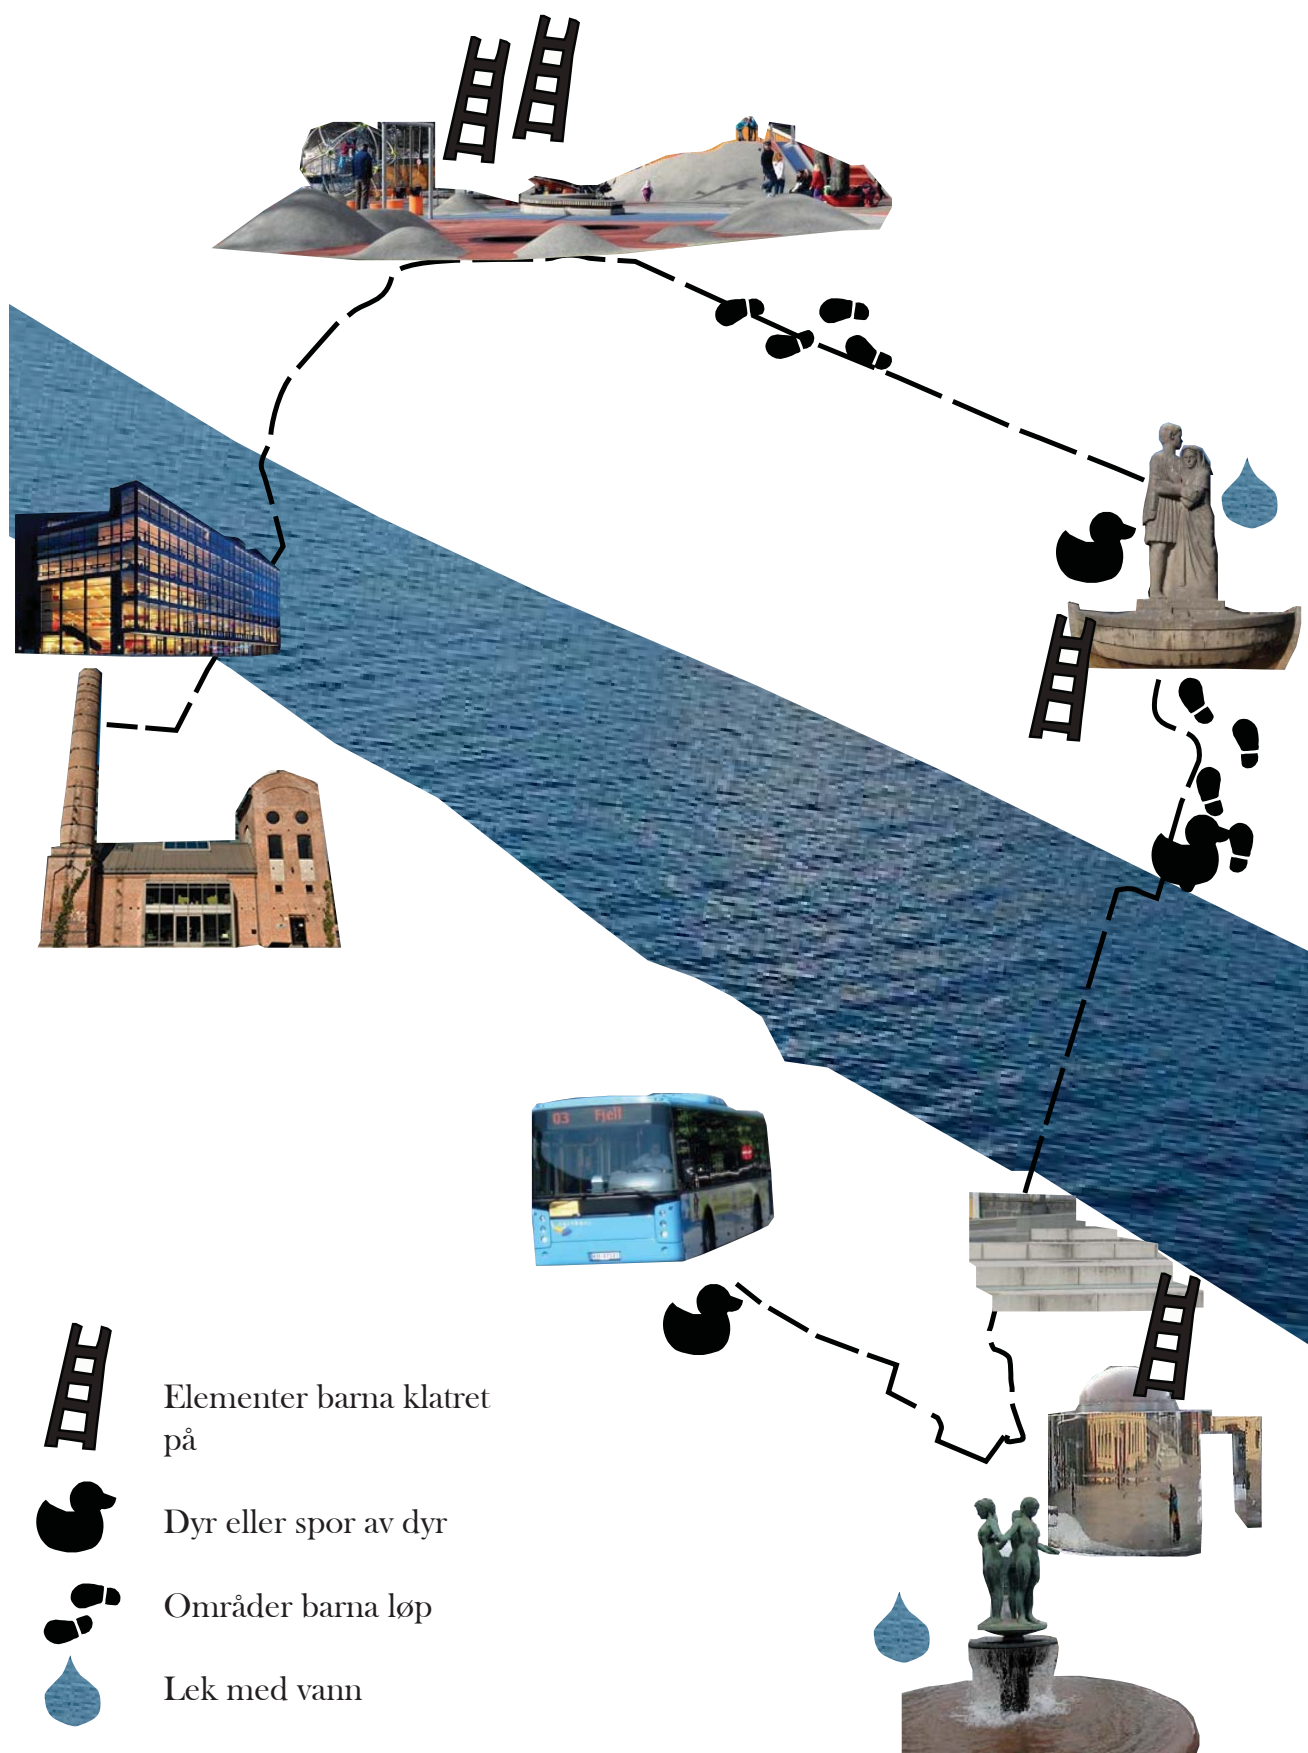 03 Fjell
Elementer barna klatret
på
Dyr eller spor av dyr
Områder barna løp
Lek med vann